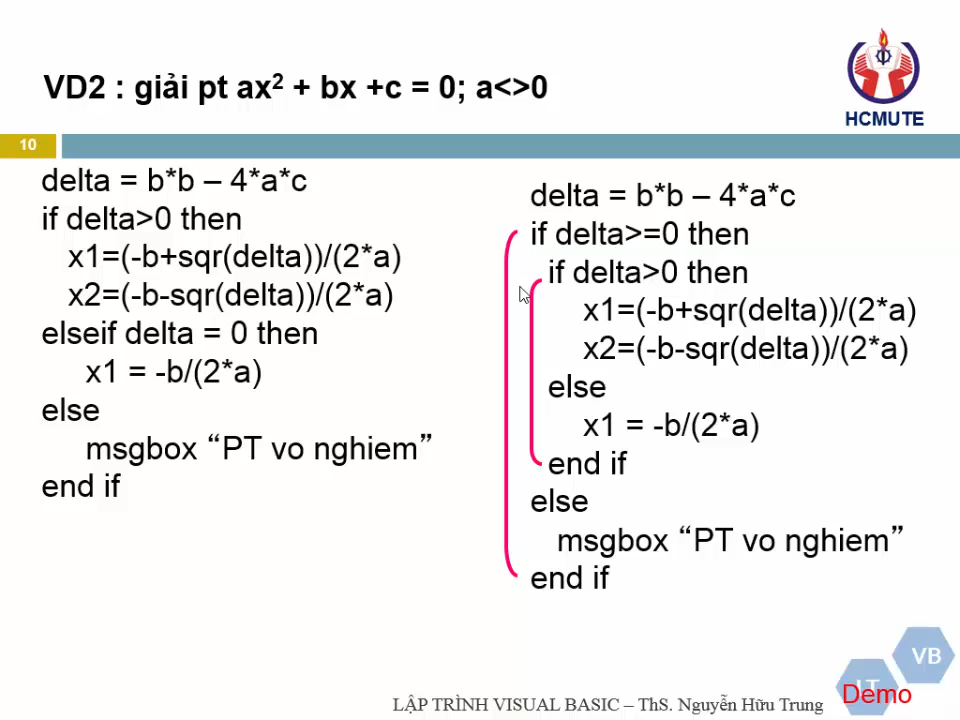 VD2 : giải pt ax² + bx +c = 0; a<>0
HCMUTE
10
delta = b*b – 4*a*c
if delta>0 then
x1=(-b+sqr(delta))/(2*a)
x2=(-b-sqr(delta))/(2*a)
elseif delta = 0 then
x1 = -b/(2*a)
else
msgbox “PT vo nghiem”
end if
delta = b*b – 4*a*c
if delta>=0 then
if delta>0 then
x1=(-b+sqr(delta))/(2*a)
x2=(-b-sqr(delta))/(2*a)
else
x1 = -b/(2*a)
end if
else
msgbox “PT vo nghiem”
end if
VB
LT
Demo
LẬP TRÌNH VISUAL BASIC – ThS. Nguyễn Hữu Trung